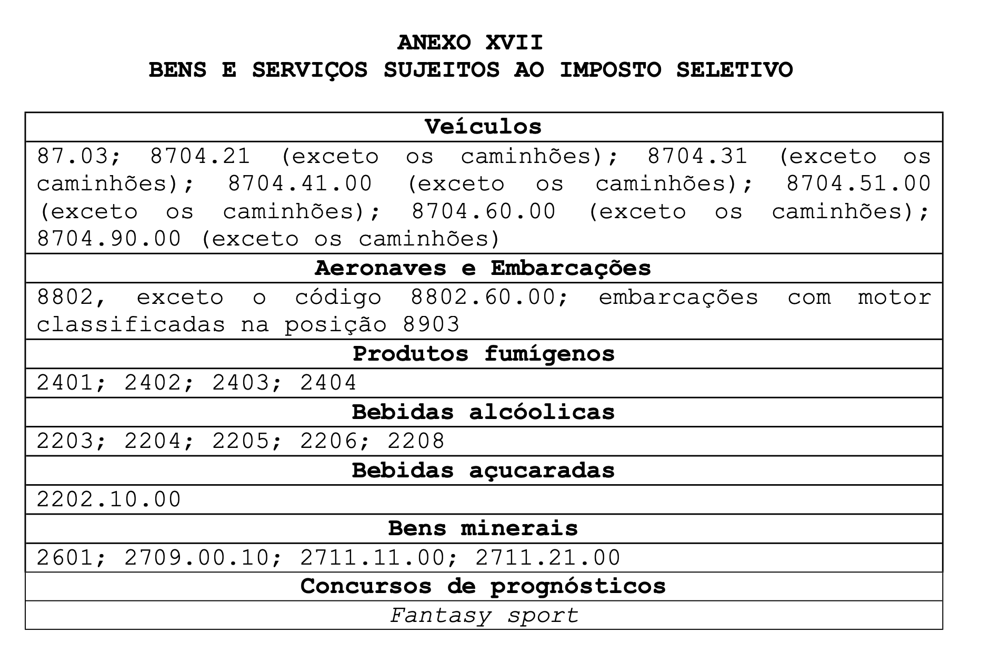 ANEXO XVII
BENS E SERVIÇOS SUJEITOS AO IMPOSTO SELETIVO
Veículos
87.03; 8704.21 (exceto os caminhões); 8704.31 (exceto os
caminhões); 8704.41.00 (exceto os caminhões); 8704.51.00
(exceto os caminhões); 8704.60.00 (exceto os caminhões);
8704.90.00 (exceto os caminhões)
Aeronaves e Embarcações
8802, exceto o código 8802.60.00; embarcações com motor
classificadas na posição 8903
Produtos fumígenos
2401; 2402; 2403; 2404
Bebidas alcóolicas
2203; 2204; 2205; 2206; 2208
Bebidas açucaradas
2202.10.00
Bens minerais
2601; 2709.00.10; 2711.11.00; 2711.21.00
Concursos de prognósticos
Fantasy sport